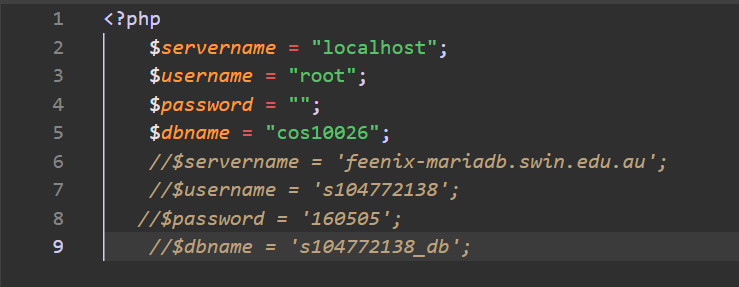 1 <?php
2 $servername = "localhost";
3 $username = "root";
4 $password = "";
5 $dbname = "cos10026";
6 //$servername = 'feenix-mariadb.swin.edu.au';
7 //$username = 's104772138';
8 //$password = '160505';
9 //$dbname = 's104772138_db';